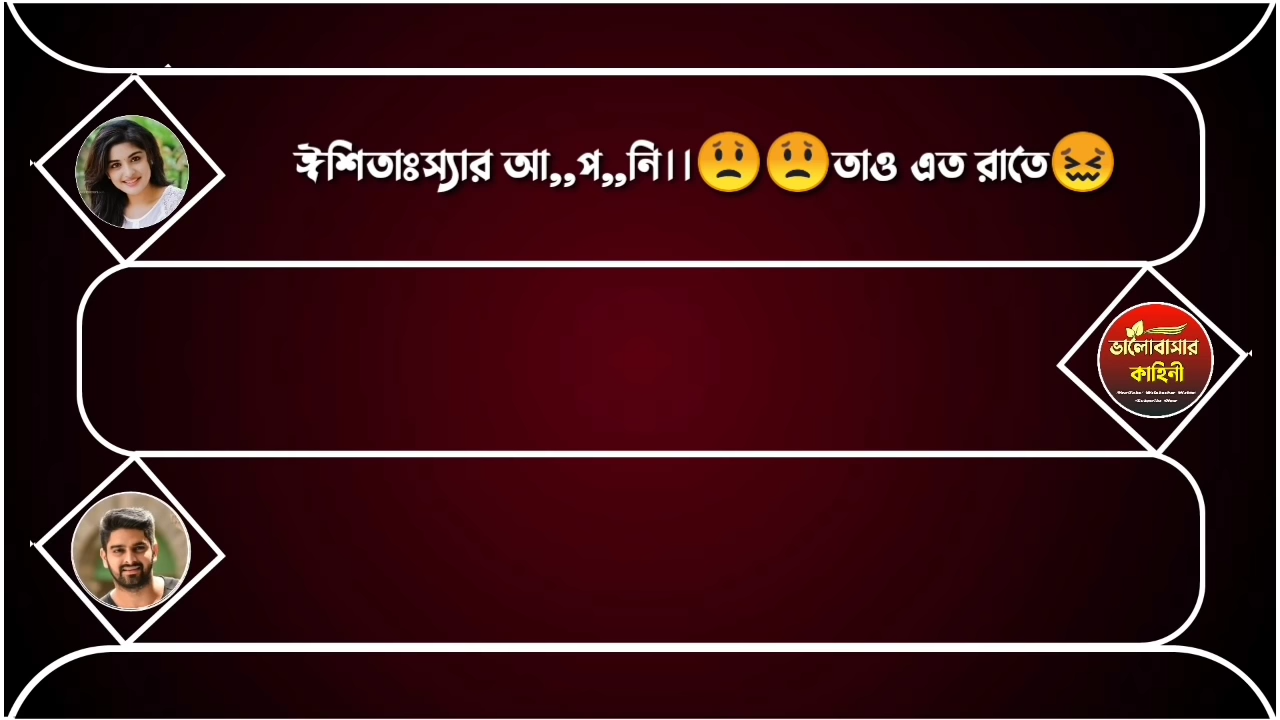 ঈশিতাঃস্যার আ,,প,,নি।।😟😟তাও এত রাতে😖
ভালোবাসার
কাহিনী